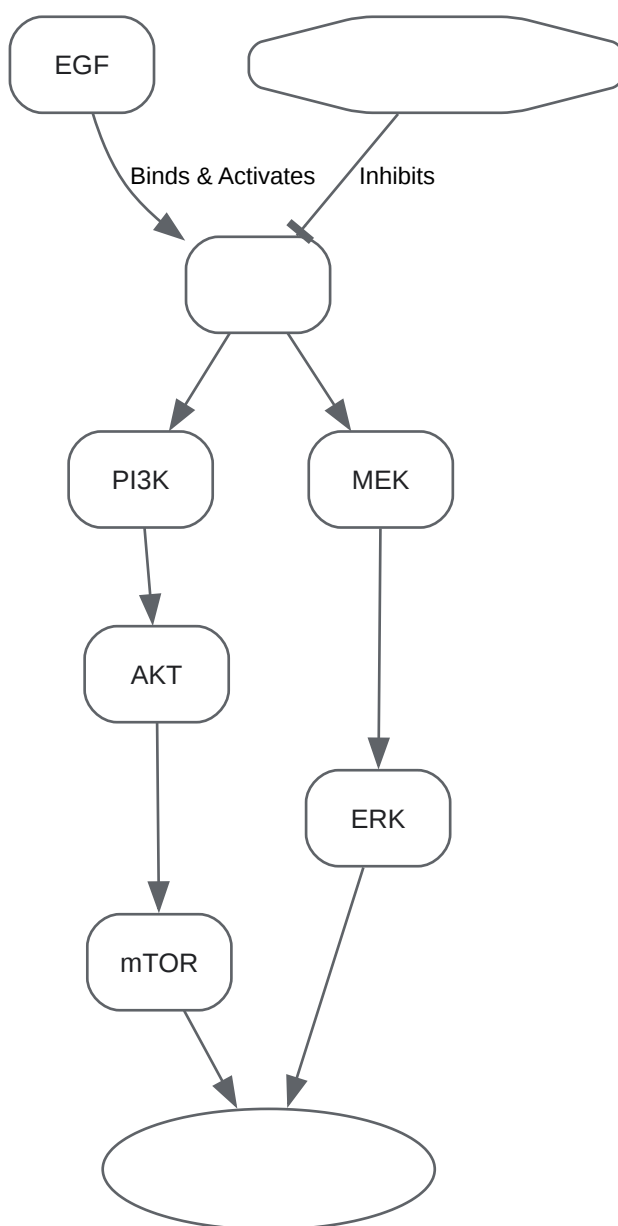 EGF
Binds & Activates
Inhibits
PI3K
MEK
AKT
ERK
mTOR